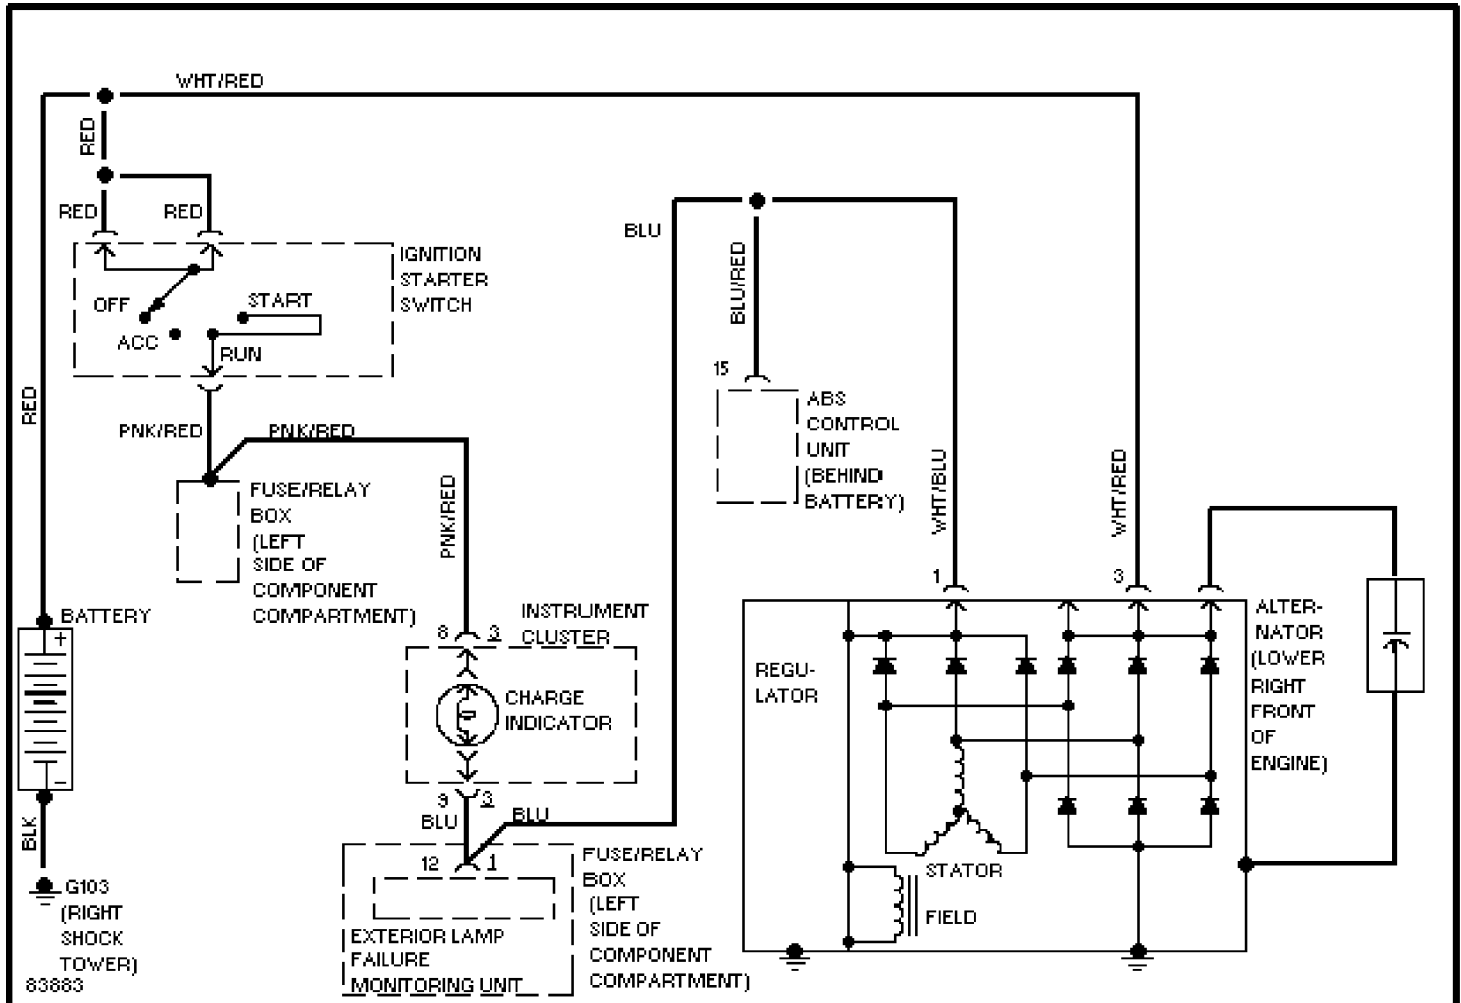 WHT/RED
RED
RED
RED
IGNITION
STARTER
SWITCH
OFF
START
ACC
RUN
RED
PNK/RED
PNK/RED
FUSE/RELAY
BOX
(LEFT
SIDE OF
COMPONENT
COMPARTMENT)
PNK/RED
BATTERY
+
-
BLK
G103
(RIGHT
SHOCK
TOWER)
83883
8
3
INSTRUMENT
CLUSTER
CHARGE
INDICATOR
9
3
BLU
BLU
12
1
FUSE/RELAY
BOX
(LEFT
SIDE OF
COMPONENT
COMPARTMENT)
EXTERIOR LAMP
FAILURE
MONITORING UNIT
BLU
BLU/RED
15
ABS
CONTROL
UNIT
(BEHIND
BATTERY)
WHT/BLU
WHT/RED
1
3
REGU-
LATOR
STATOR
FIELD
ALTER-
NATOR
(LOWER
RIGHT
FRONT
OF
ENGINE)